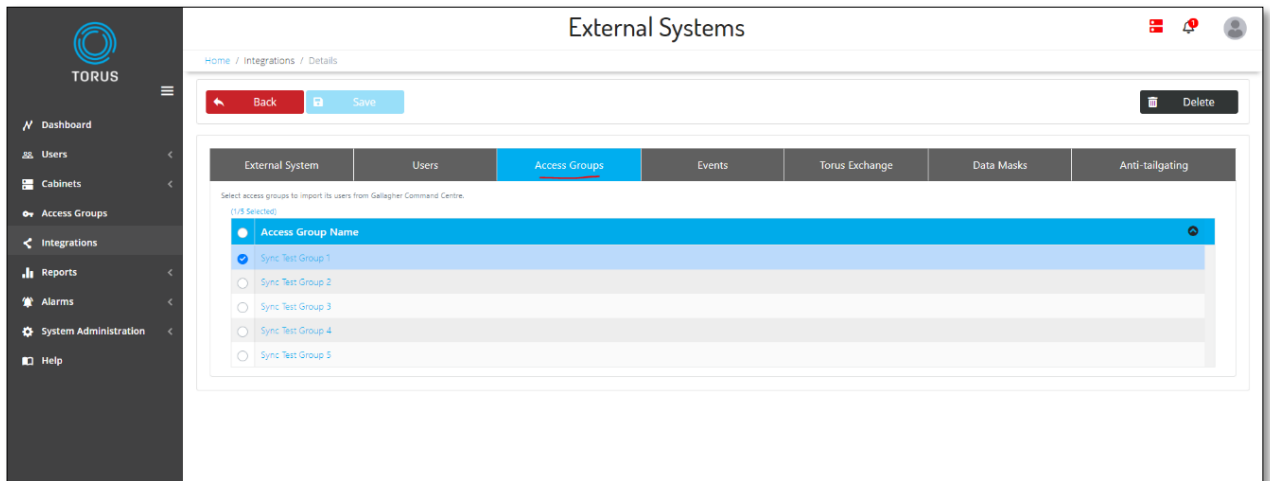 External Systems
1
TORUS
Home / Integrations / Details
Back
Save
Delete
Dashboard
Users
Cabinets
Access Groups
Integrations
Reports
Alarms
System Administration
Help
External System
Users
Access Groups
Events
Torus Exchange
Data Masks
Anti-tailgating
Select access groups to import its users from Gallagher Command Centre.
(1/5 Selected)
Access Group Name
Sync Test Group 1
Sync Test Group 2
Sync Test Group 3
Sync Test Group 4
Sync Test Group 5